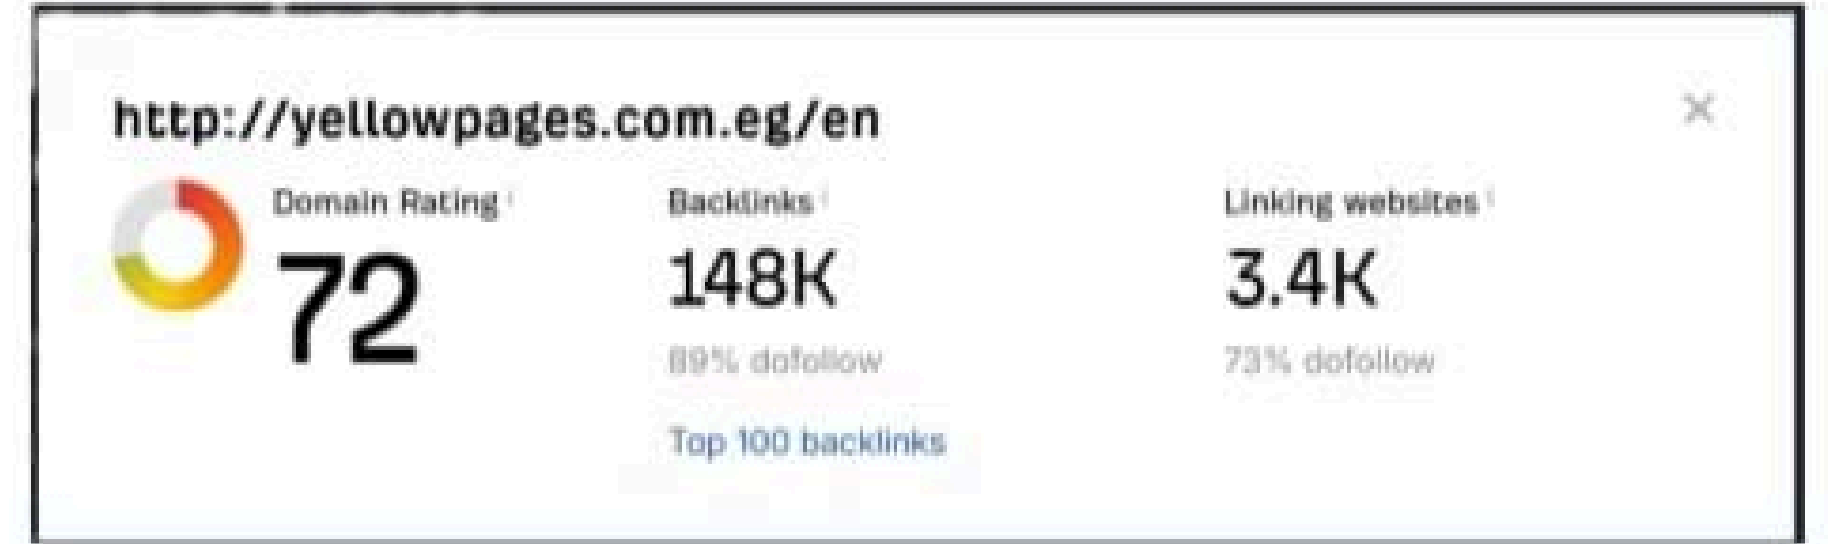 http://yellowpages.com.eg/en
Domain Rating
72
Backlinks
148K
89% dofollow
Top 100 backlinks
Linking websites
3.4K
73% dofollow